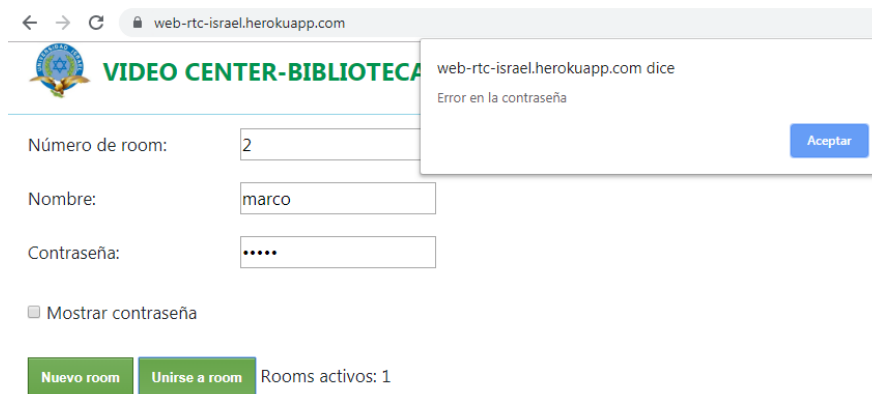 web-rtc-israel.herokuapp.com
VIDEO CENTER-BIBLIOTECA
web-rtc-israel.herokuapp.com dice
Error en la contraseña
Aceptar
Número de room: 2
Nombre: marco
Contraseña: •••••
Mostrar contraseña
Nuevo room Unirse a room Rooms activos: 1